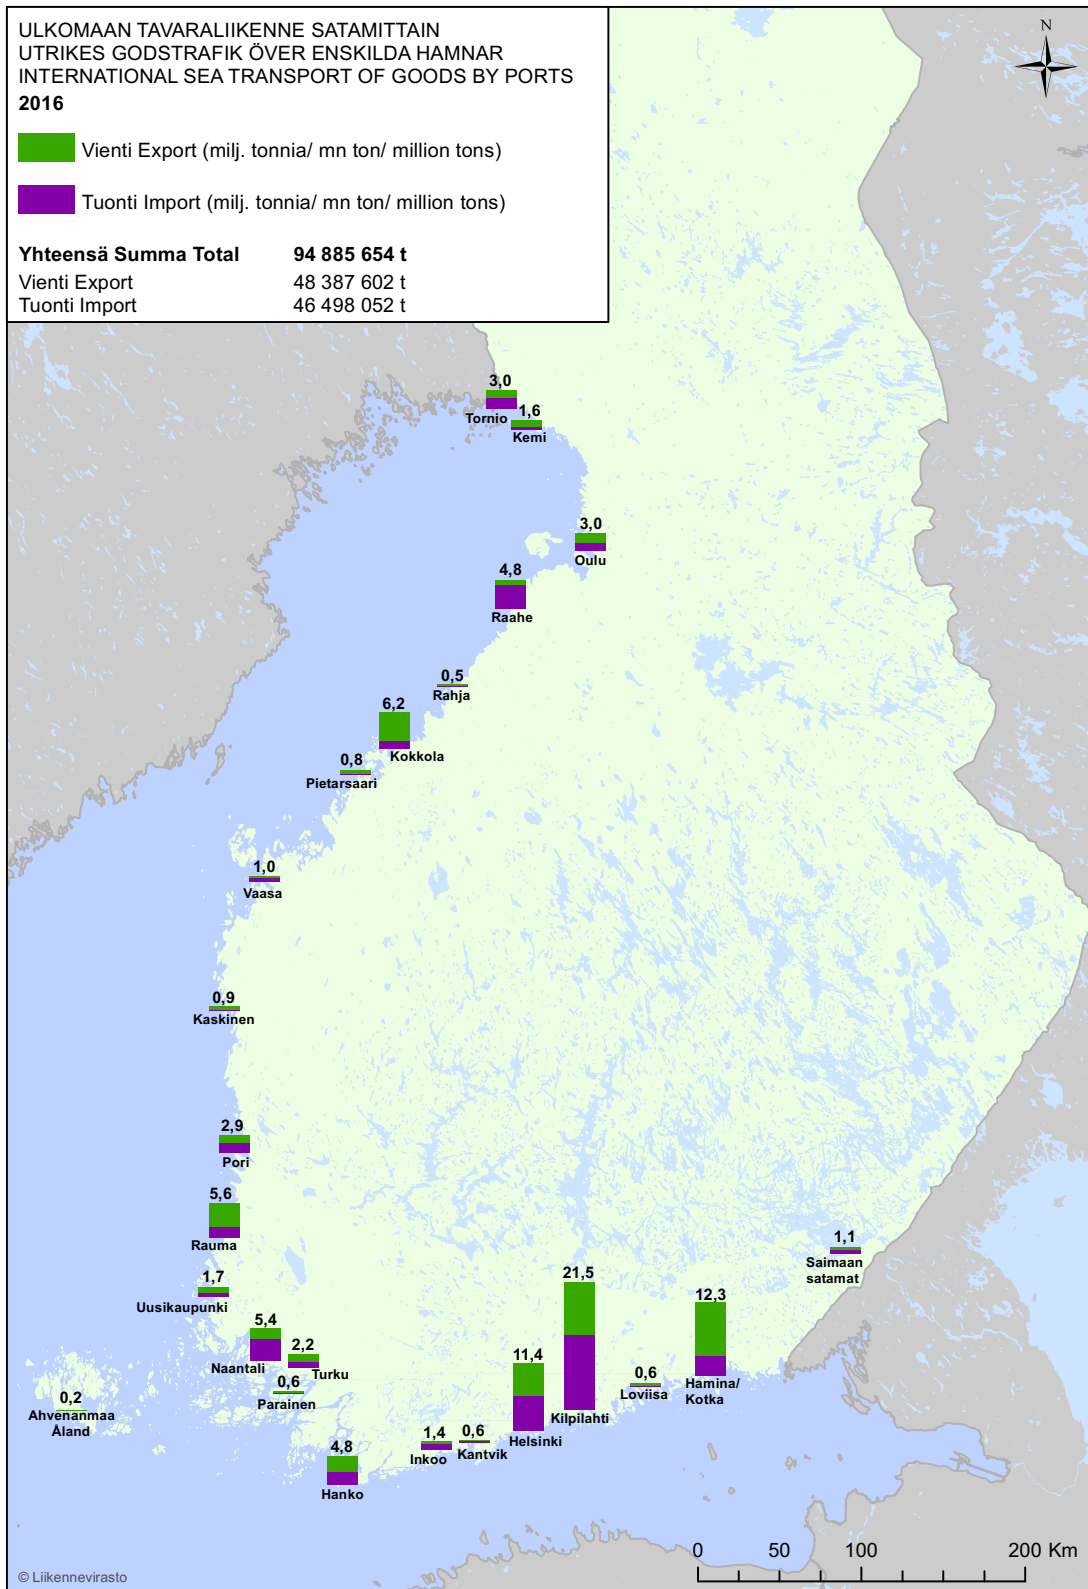 ULKOMAAN TAVARALIIKENNE SATAMITTAIN
UTRIKES GODSTRAFIK ÖVER ENSKILDA HAMNAR
INTERNATIONAL SEA TRANSPORT OF GOODS BY PORTS
2016
Vienti Export (milj. tonnia/ mn ton/ million tons)
Tuonti Import (milj. tonnia/ mn ton/ million tons)
Yhteensä Summa Total 94 885 654 t
Vienti Export 48 387 602 t
Tuonti Import 46 498 052 t
N
3,0
Tornio
1,6
Kemi
3,0
Oulu
4,8
Raahe
0,5
Rahja
6,2
Kokkola
0,8
Pietarsaari
1,0
Vaasa
0,9
Kaskinen
2,9
Pori
5,6
Rauma
1,7
Uusikaupunki
5,4
Naantali
2,2
Turku
0,6
Parainen
0,2
Ahvenanmaa
Åland
4,8
Hanko
1,4
Inkoo
0,6
Kantvik
11,4
Helsinki
21,5
Kilpilahti
0,6
Loviisa
12,3
Hamina/
Kotka
1,1
Saimaan
satamat
0 50 100 200 Km
© Liikennevirasto